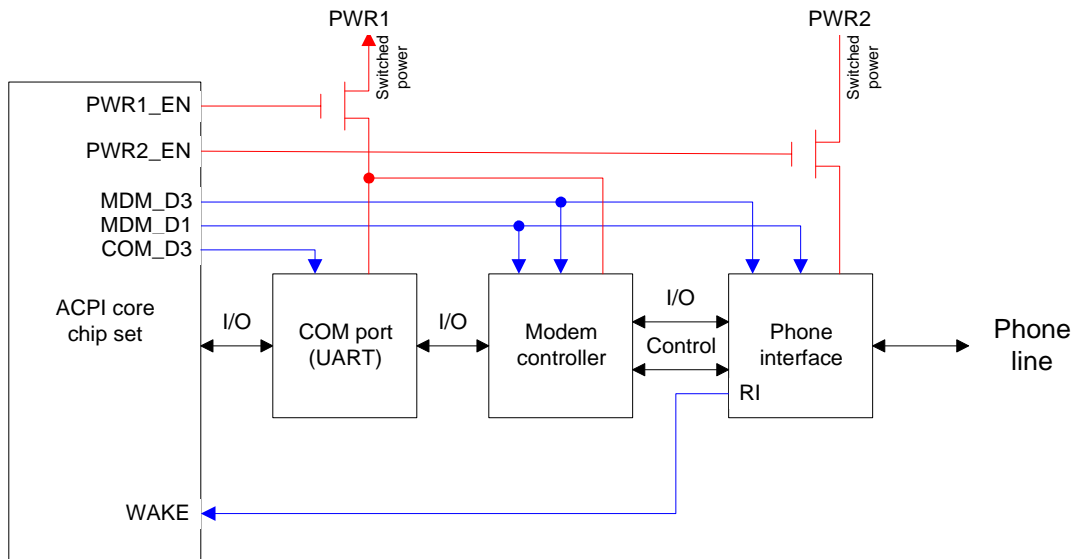 PWR1
PWR2
Switched
power
Switched
power
PWR1_EN
PWR2_EN
MDM_D3
MDM_D1
COM_D3
ACPI core
chip set
I/O
COM port
(UART)
I/O
Modem
controller
I/O
Control
Phone
interface
RI
Phone
line
WAKE